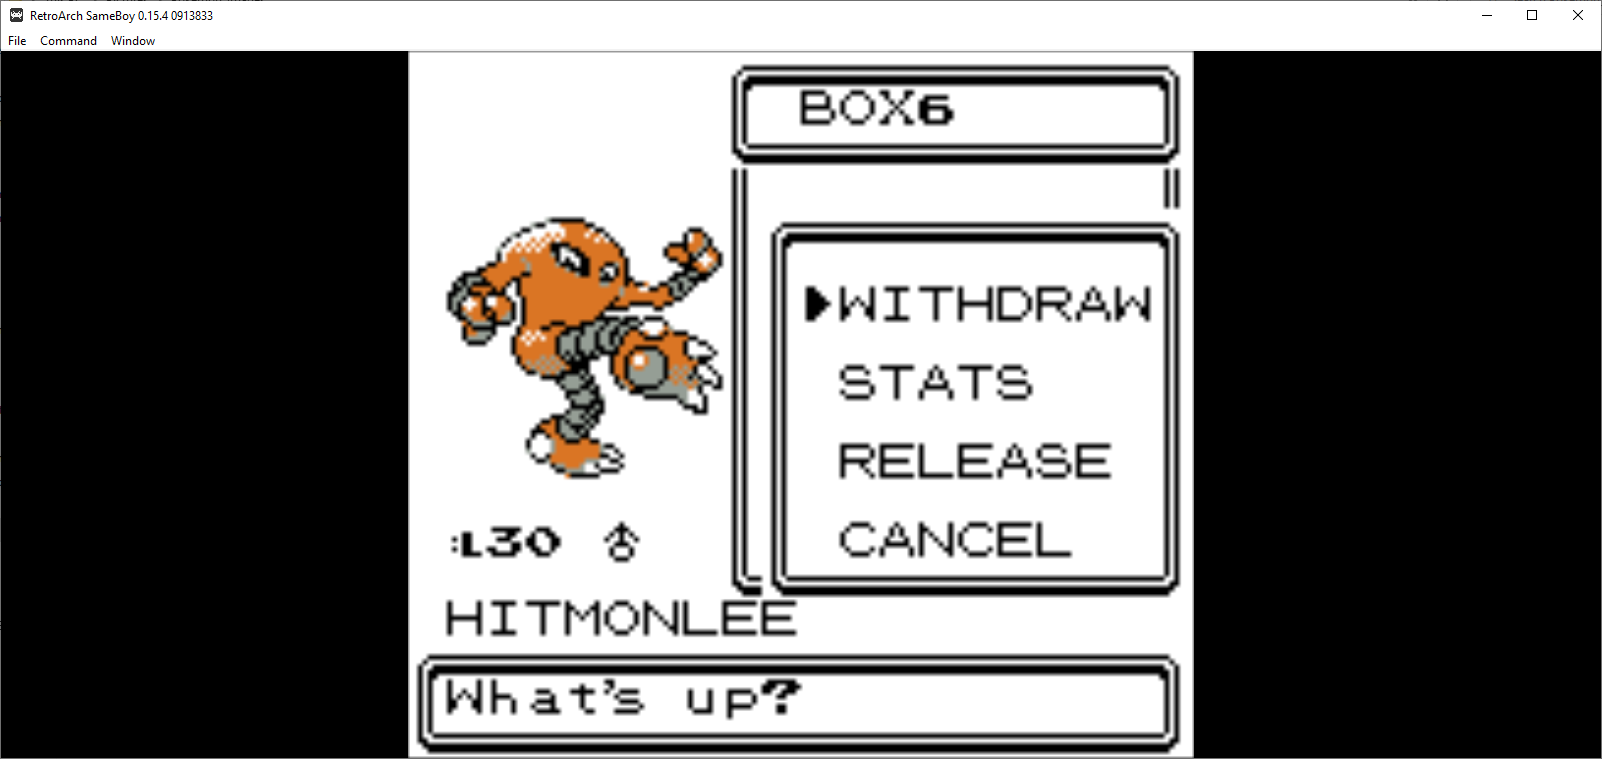 RetroArch SameBoy 0.15.4 0913833
File Command Window
BOX6
▶WITHDRAW
STATS
RELEASE
CANCEL
:L30 ♂
HITMONLEE
What's up?